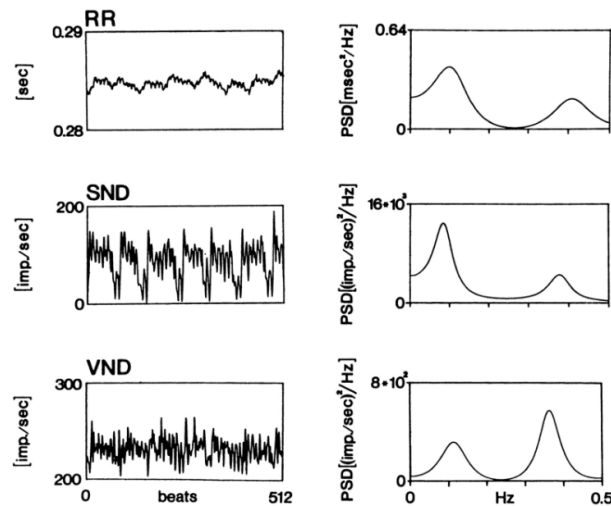 RR
0.29
[sec]
0.28
0.64
PSD[msec²/Hz]
0
SND
200
[imp/sec]
0
16*10³
PSD[(imp/sec)²/Hz]
0
VND
300
[imp/sec]
200
0 beats 512
8*10²
PSD[(imp/sec)²/Hz]
0
0 Hz 0.5